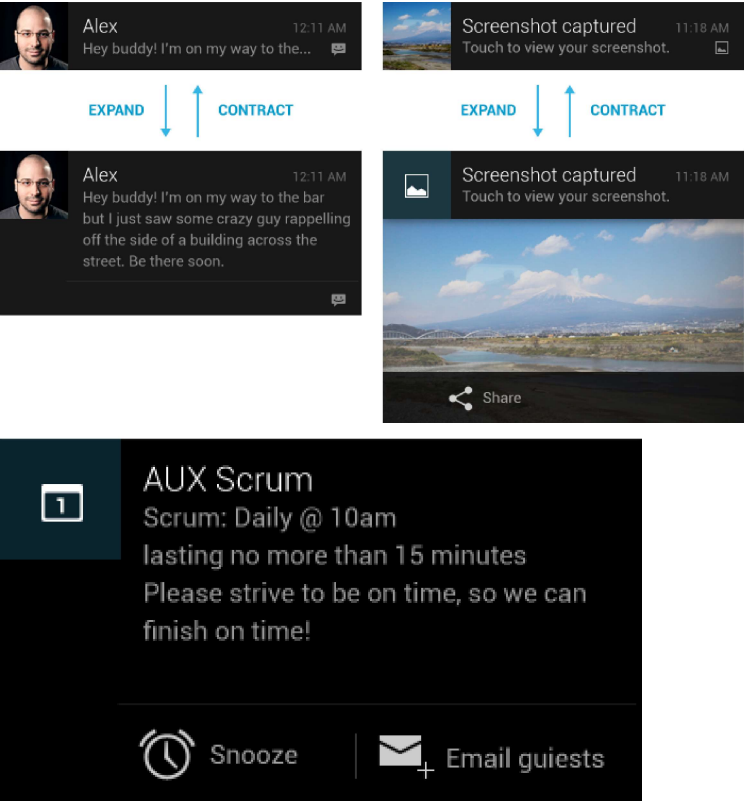 Alex
12:11 AM
Hey buddy! I'm on my way to the...
EXPAND
CONTRACT
Alex
12:11 AM
Hey buddy! I'm on my way to the bar
but I just saw some crazy guy rappelling
off the side of a building across the
street. Be there soon.
Screenshot captured
11:18 AM
Touch to view your screenshot.
EXPAND
CONTRACT
Screenshot captured
11:18 AM
Touch to view your screenshot.
Share
1
AUX Scrum
Scrum: Daily @ 10am
lasting no more than 15 minutes
Please strive to be on time, so we can
finish on time!
Snooze
Email guiests